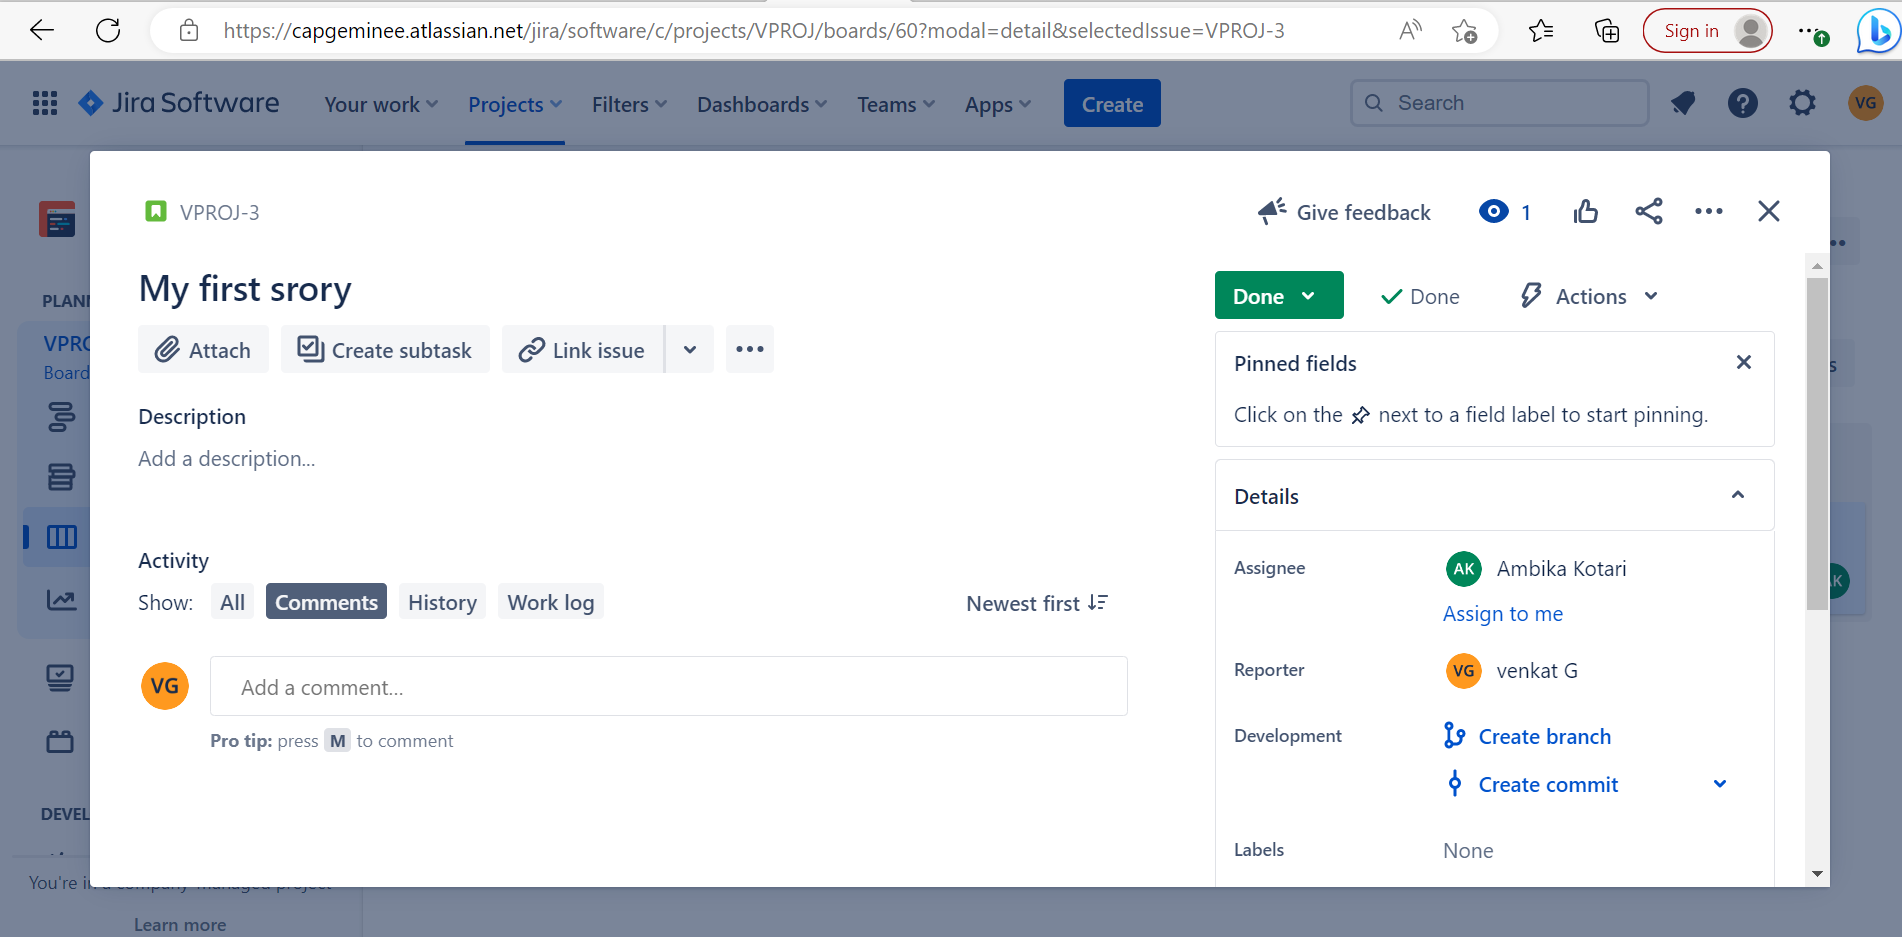 https://capgeminee.atlassian.net/jira/software/c/projects/VPROJ/boards/60?modal=detail&selectedIssue=VPROJ-3
Sign in
Jira Software
Your work
Projects
Filters
Dashboards
Teams
Apps
Create
Search
VG
VPROJ-3
Give feedback
1
My first srory
Done
Done
Actions
Attach
Create subtask
Link issue
Pinned fields
Click on the next to a field label to start pinning.
Description
Add a description...
Details
Activity
Show:
All
Comments
History
Work log
Newest first
Assignee
AK
Ambika Kotari
Assign to me
VG
Add a comment...
Pro tip: press M to comment
Reporter
VG
venkat G
Development
Create branch
Create commit
Labels
None
Board
You're in a company-managed project
Learn more